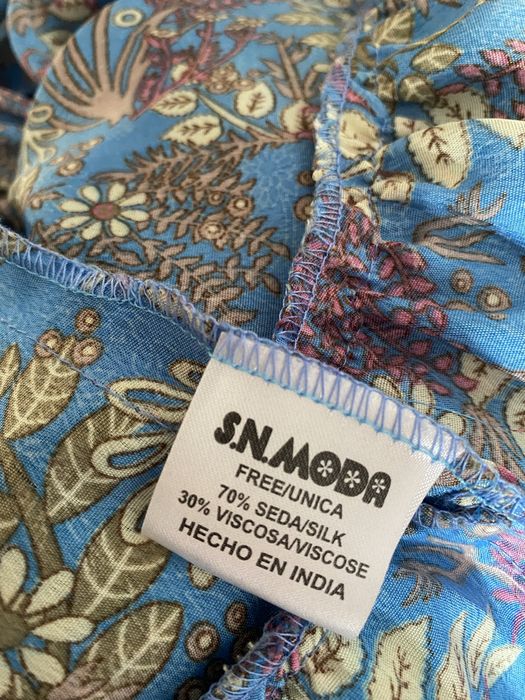 S.N.MODA
FREE/UNICA
70% SEDA/SILK
30% VISCOSA/VISCOSE
HECHO EN INDIA